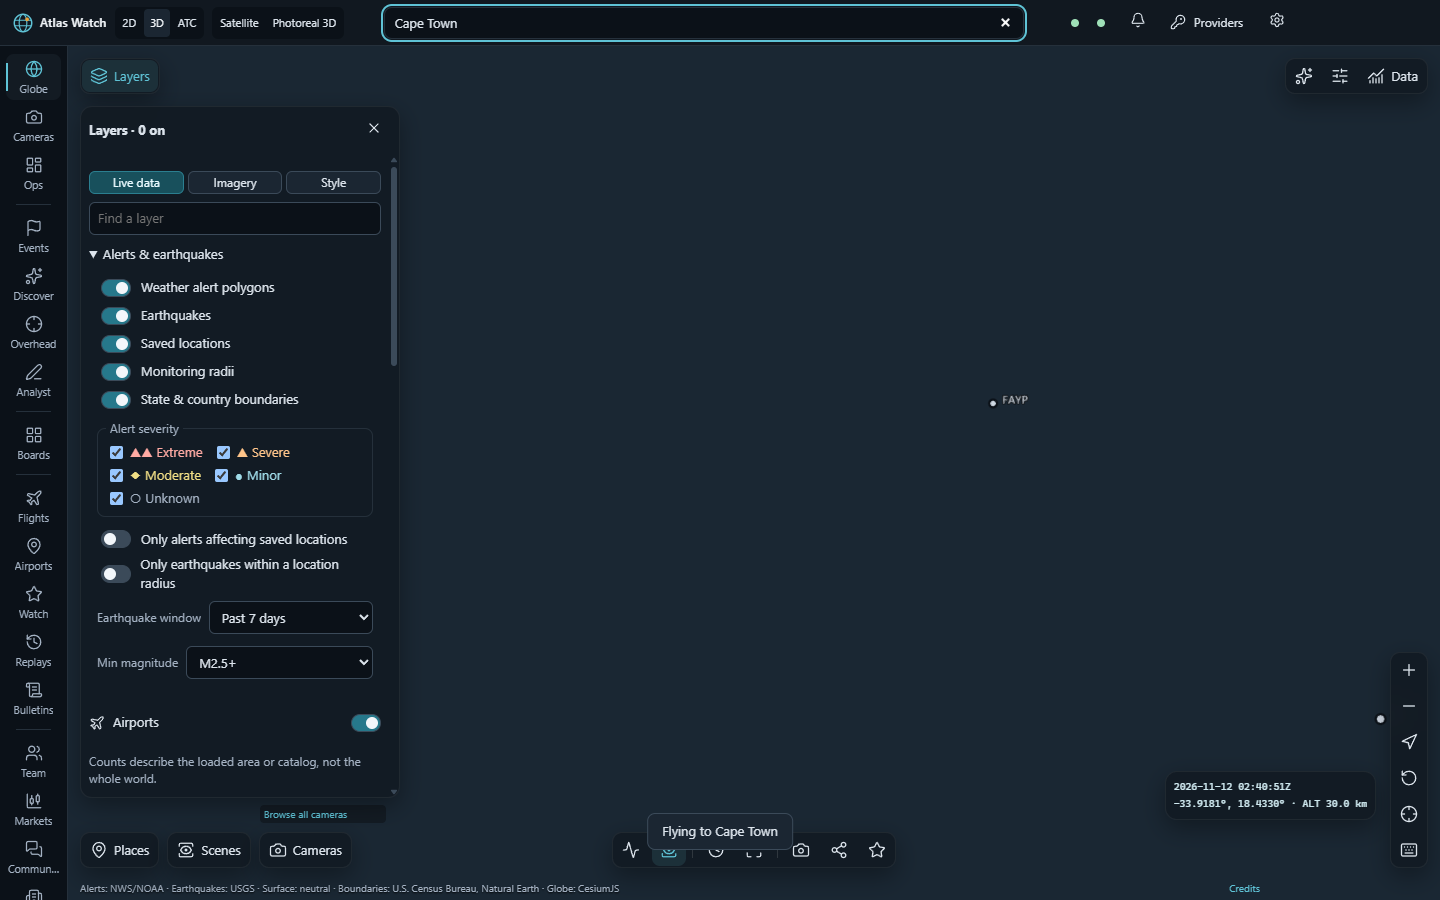 Atlas Watch
2D 3D ATC
Satellite Photoreal 3D
Cape Town
Providers
Globe
Cameras
Ops
Events
Discover
Overhead
Analyst
Boards
Flights
Airports
Watch
Replays
Bulletins
Team
Markets
Commun...
Layers
Data
Layers · 0 on
Live data Imagery Style
Find a layer
Alerts & earthquakes
Weather alert polygons
Earthquakes
Saved locations
Monitoring radii
State & country boundaries
Alert severity
Extreme Severe
Moderate Minor
Unknown
Only alerts affecting saved locations
Only earthquakes within a location
radius
Earthquake window Past 7 days
Min magnitude M2.5+
Airports
Counts describe the loaded area or catalog, not the
whole world.
Browse all cameras
FAYP
2026-11-12 02:40:51Z
-33.9181°, 18.4330° · ALT 30.0 km
Places Scenes Cameras
Flying to Cape Town
Alerts: NWS/NOAA · Earthquakes: USGS · Surface: neutral · Boundaries: U.S. Census Bureau, Natural Earth · Globe: CesiumJS
Credits